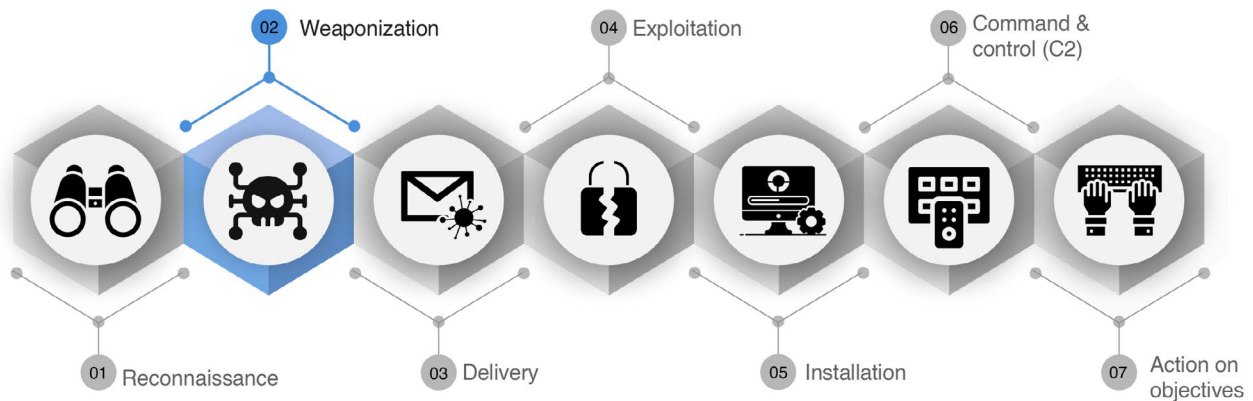 02 Weaponization
04 Exploitation
06 Command &
control (C2)
01 Reconnaissance
03 Delivery
05 Installation
07 Action on
objectives